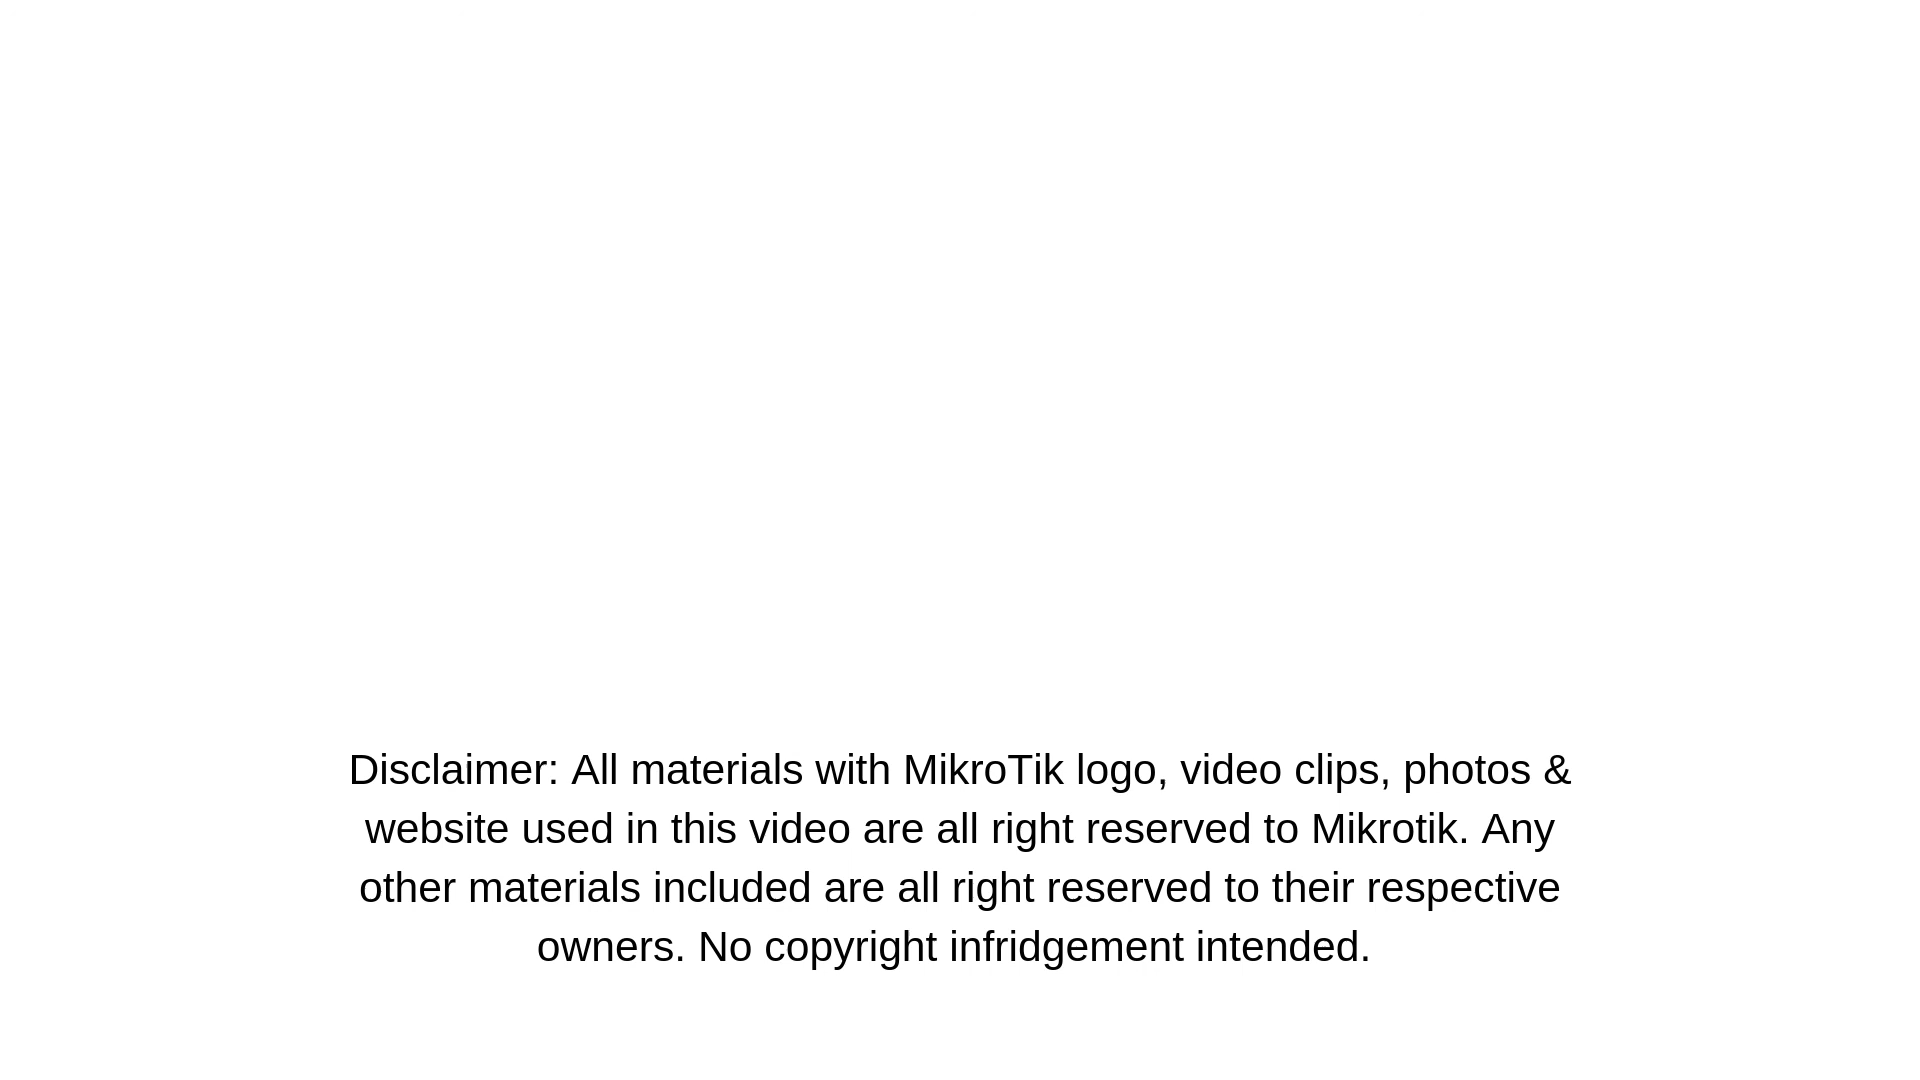 Disclaimer: All materials with MikroTik logo, video clips, photos &
website used in this video are all right reserved to Mikrotik. Any
other materials included are all right reserved to their respective
owners. No copyright infridgement intended.